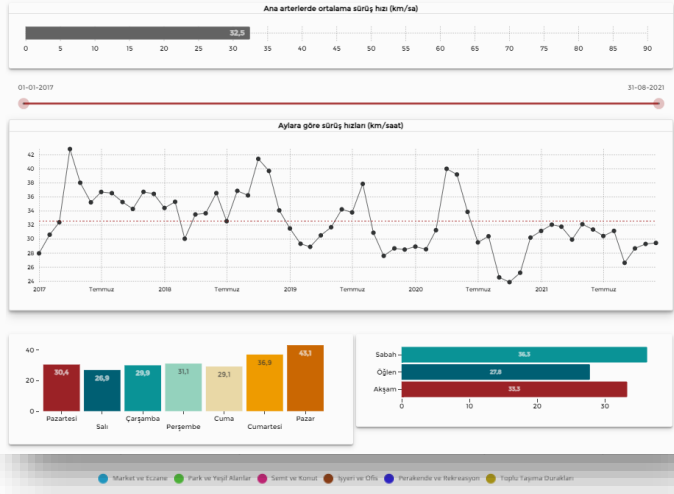 Ana arterlerde ortalama sürüş hızı (km/sa)
32,5
0 5 10 15 20 25 30 35 40 45 50 55 60 65 70 75 80 85 90
01-01-2017 31-08-2021
Aylara göre sürüş hızları (km/saat)
42
40
38
36
34
32
30
28
26
24
2017 Temmuz 2018 Temmuz 2019 Temmuz 2020 Temmuz 2021 Temmuz
40
20
0
30,4 26,9 29,9 31,1 29,1 36,9 43,1
Pazartesi Salı Çarşamba Perşembe Cuma Cumartesi Pazar
Sabah 36,3
Öğlen 27,8
Akşam 33,3
0 10 20 30
Market ve Eczane Park ve Yeşil Alanlar Semt ve Konut İşyeri ve Ofis Perakende ve Rekreasyon Toplu Taşıma Durakları